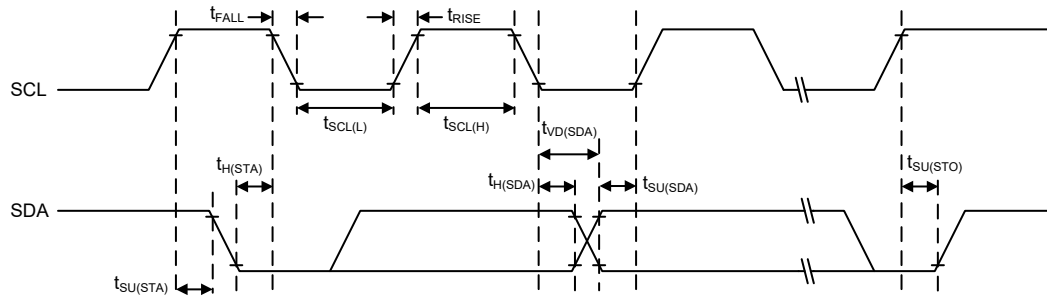 tFALL
tRISE
SCL
tSCL(L)
tSCL(H)
tVD(SDA)
tH(STA)
tH(SDA)
tSU(SDA)
tSU(STO)
SDA
tSU(STA)